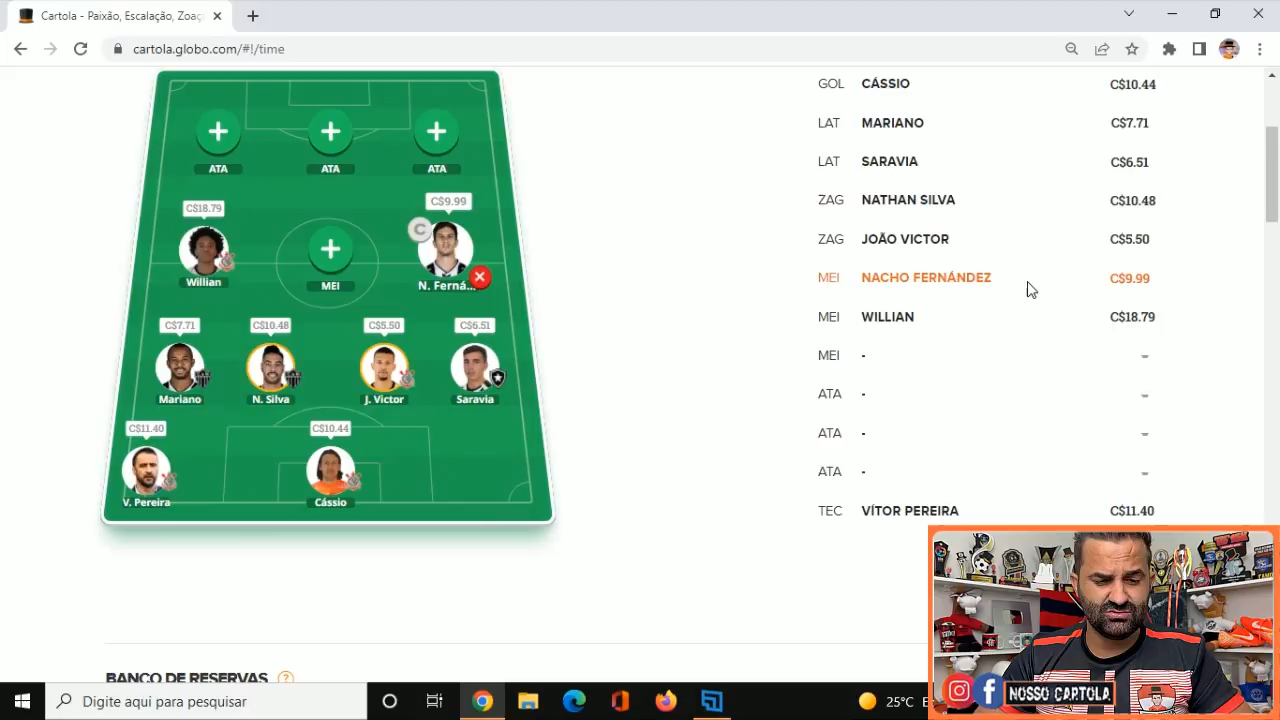 Cartola - Paixão, Escalação, Zoaç
cartola.globo.com/#!/time
ATA
ATA
ATA
C$18.79
C$9.99
C
Willian
MEI
N. Ferná...
C$7.71
C$10.48
C$5.50
C$6.51
Mariano
N. Silva
J. Victor
Saravia
C$11.40
C$10.44
V. Pereira
Cássio
GOL CÁSSIO C$10.44
LAT MARIANO C$7.71
LAT SARAVIA C$6.51
ZAG NATHAN SILVA C$10.48
ZAG JOÃO VICTOR C$5.50
MEI NACHO FERNÁNDEZ C$9.99
MEI WILLIAN C$18.79
MEI - -
ATA - -
ATA - -
ATA - -
TEC VÍTOR PEREIRA C$11.40
BANCO DE RESERVAS ?
NOSSO CARTOLA
Digite aqui para pesquisar
25°C